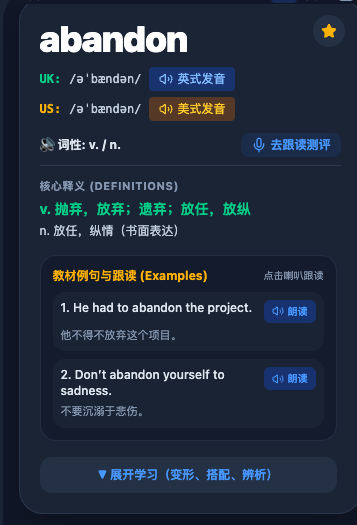 abandon
UK: /əˈbændən/ 英式发音
US: /əˈbændən/ 美式发音
词性: v. / n. 去跟读测评
核心释义 (DEFINITIONS)
v. 抛弃，放弃；遗弃；放任，放纵
n. 放任，纵情（书面表达）
教材例句与跟读 (Examples) 点击喇叭跟读
1. He had to abandon the project. 朗读
他不得不放弃这个项目。
2. Don’t abandon yourself to 朗读
sadness.
不要沉溺于悲伤。
▼ 展开学习（变形、搭配、辨析）